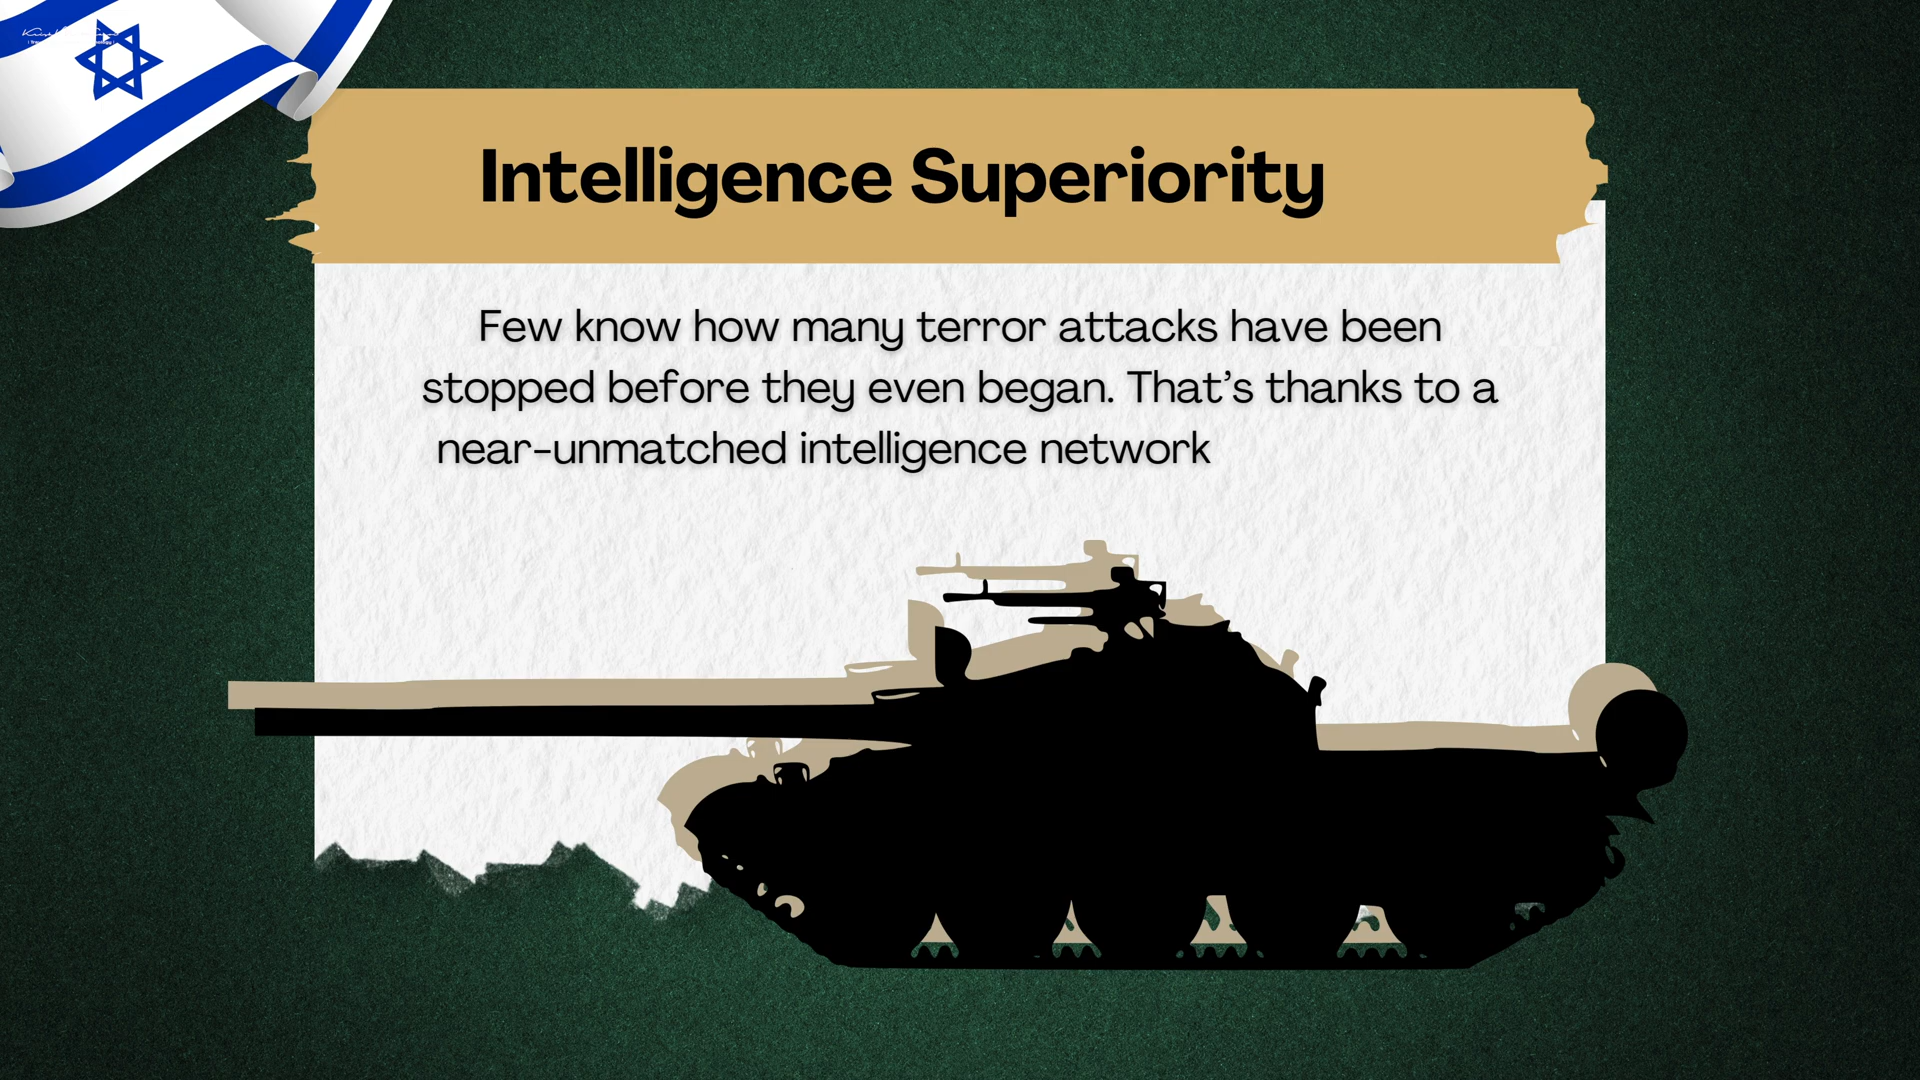 Intelligence Superiority
Few know how many terror attacks have been
stopped before they even began. That’s thanks to a
near-unmatched intelligence network